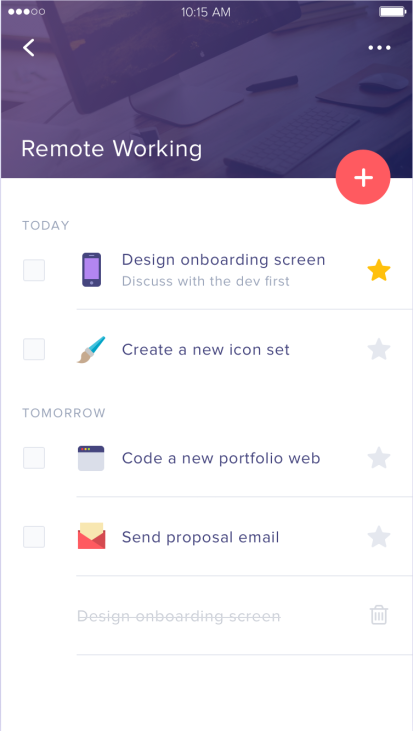 10:15 AM
Remote Working
TODAY
Design onboarding screen
Discuss with the dev first
Create a new icon set
TOMORROW
Code a new portfolio web
Send proposal email
Design onboarding screen